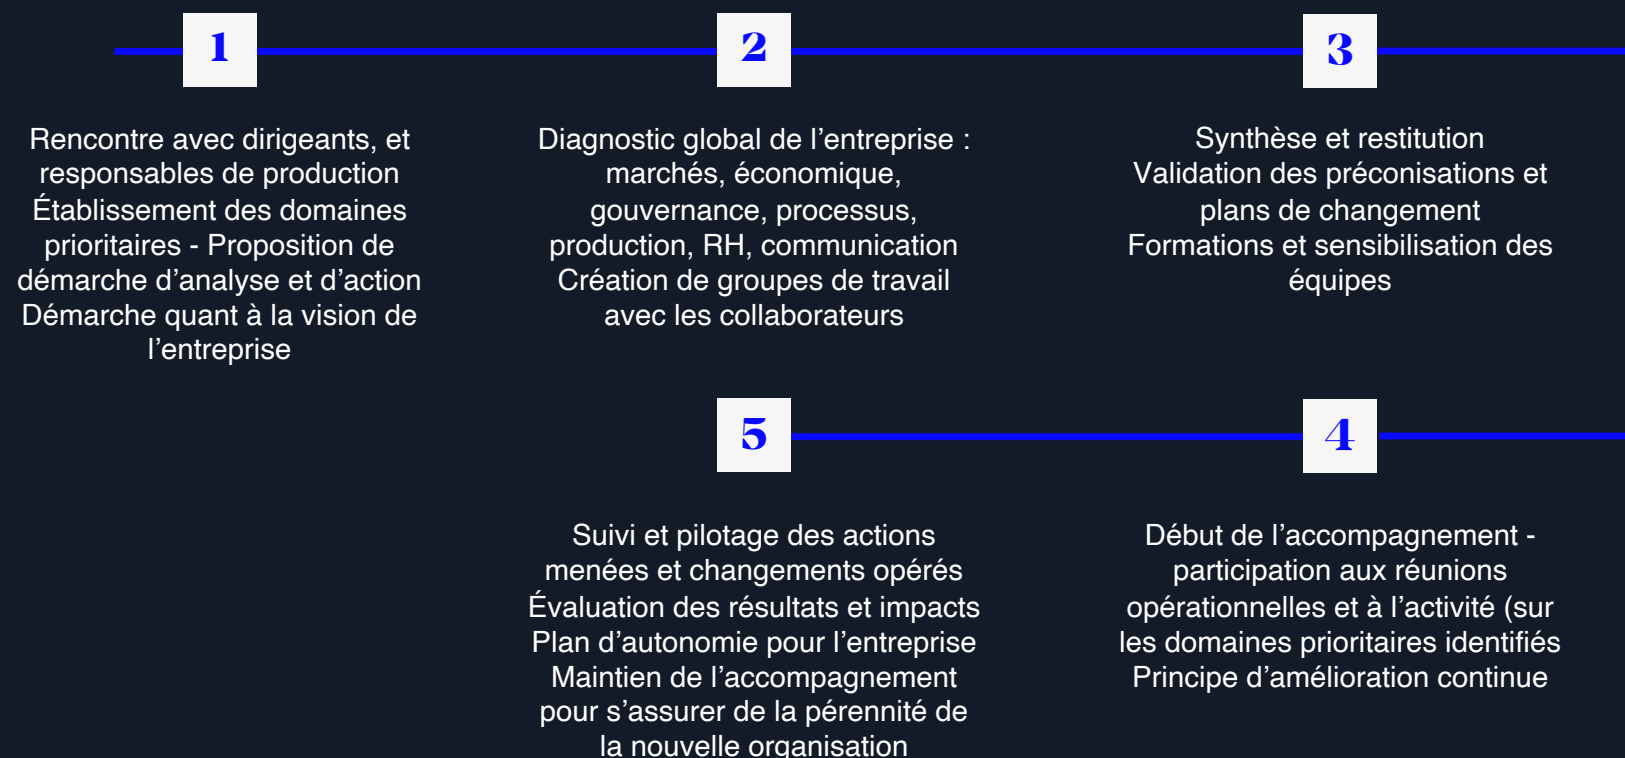 1
Rencontre avec dirigeants, et
responsables de production
Établissement des domaines
prioritaires - Proposition de
démarche d’analyse et d’action
Démarche quant à la vision de
l’entreprise
2
Diagnostic global de l’entreprise :
marchés, économique,
gouvernance, processus,
production, RH, communication
Création de groupes de travail
avec les collaborateurs
3
Synthèse et restitution
Validation des préconisations et
plans de changement
Formations et sensibilisation des
équipes
4
Début de l’accompagnement -
participation aux réunions
opérationnelles et à l’activité (sur
les domaines prioritaires identifiés
Principe d’amélioration continue
5
Suivi et pilotage des actions
menées et changements opérés
Évaluation des résultats et impacts
Plan d’autonomie pour l’entreprise
Maintien de l’accompagnement
pour s’assurer de la pérennité de
la nouvelle organisation